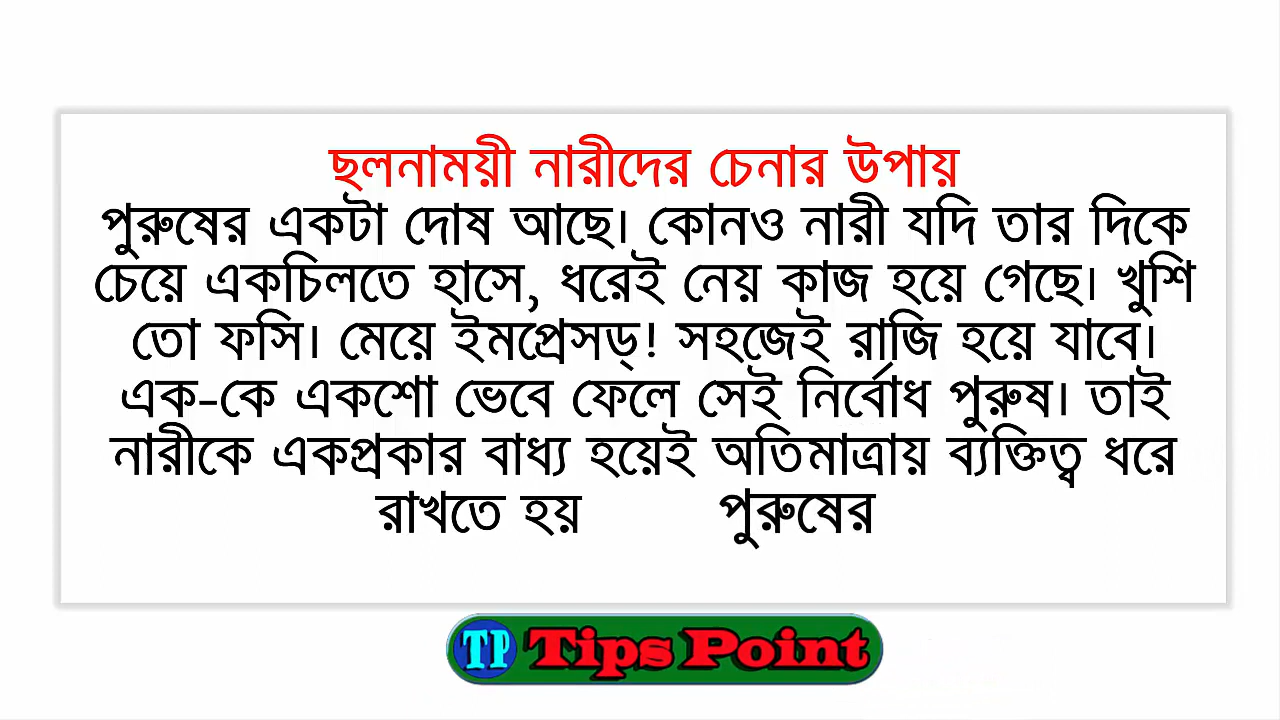 ছলনাময়ী নারীদের চেনার উপায়
পুরুষের একটা দোষ আছে। কোনও নারী যদি তার দিকে
চেয়ে একচিলতে হাসে, ধরেই নেয় কাজ হয়ে গেছে। খুশি
তো ফসি। মেয়ে ইমপ্রেসড্! সহজেই রাজি হয়ে যাবে।
এক-কে একশো ভেবে ফেলে সেই নির্বোধ পুরুষ। তাই
নারীকে একপ্রকার বাধ্য হয়েই অতিমাত্রায় ব্যক্তিত্ব ধরে
রাখতে হয় পুরুষের
TP Tips Point